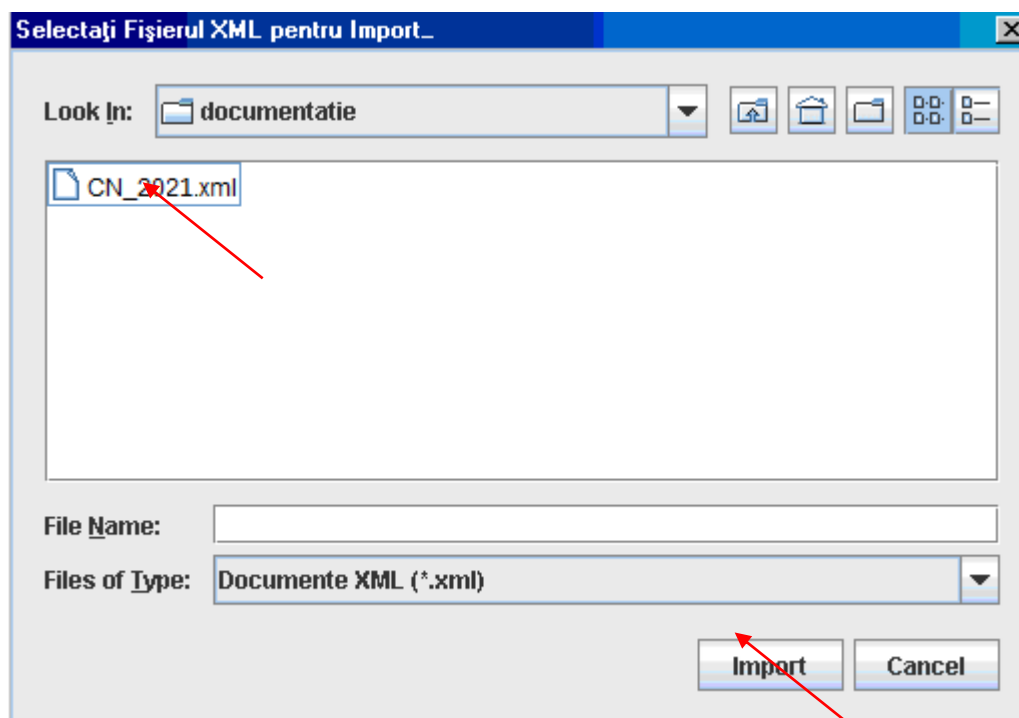 Selectaţi Fişierul XML pentru Import...
Look In: documentatie
CN_2021.xml
File Name:
Files of Type: Documente XML (*.xml)
Import Cancel